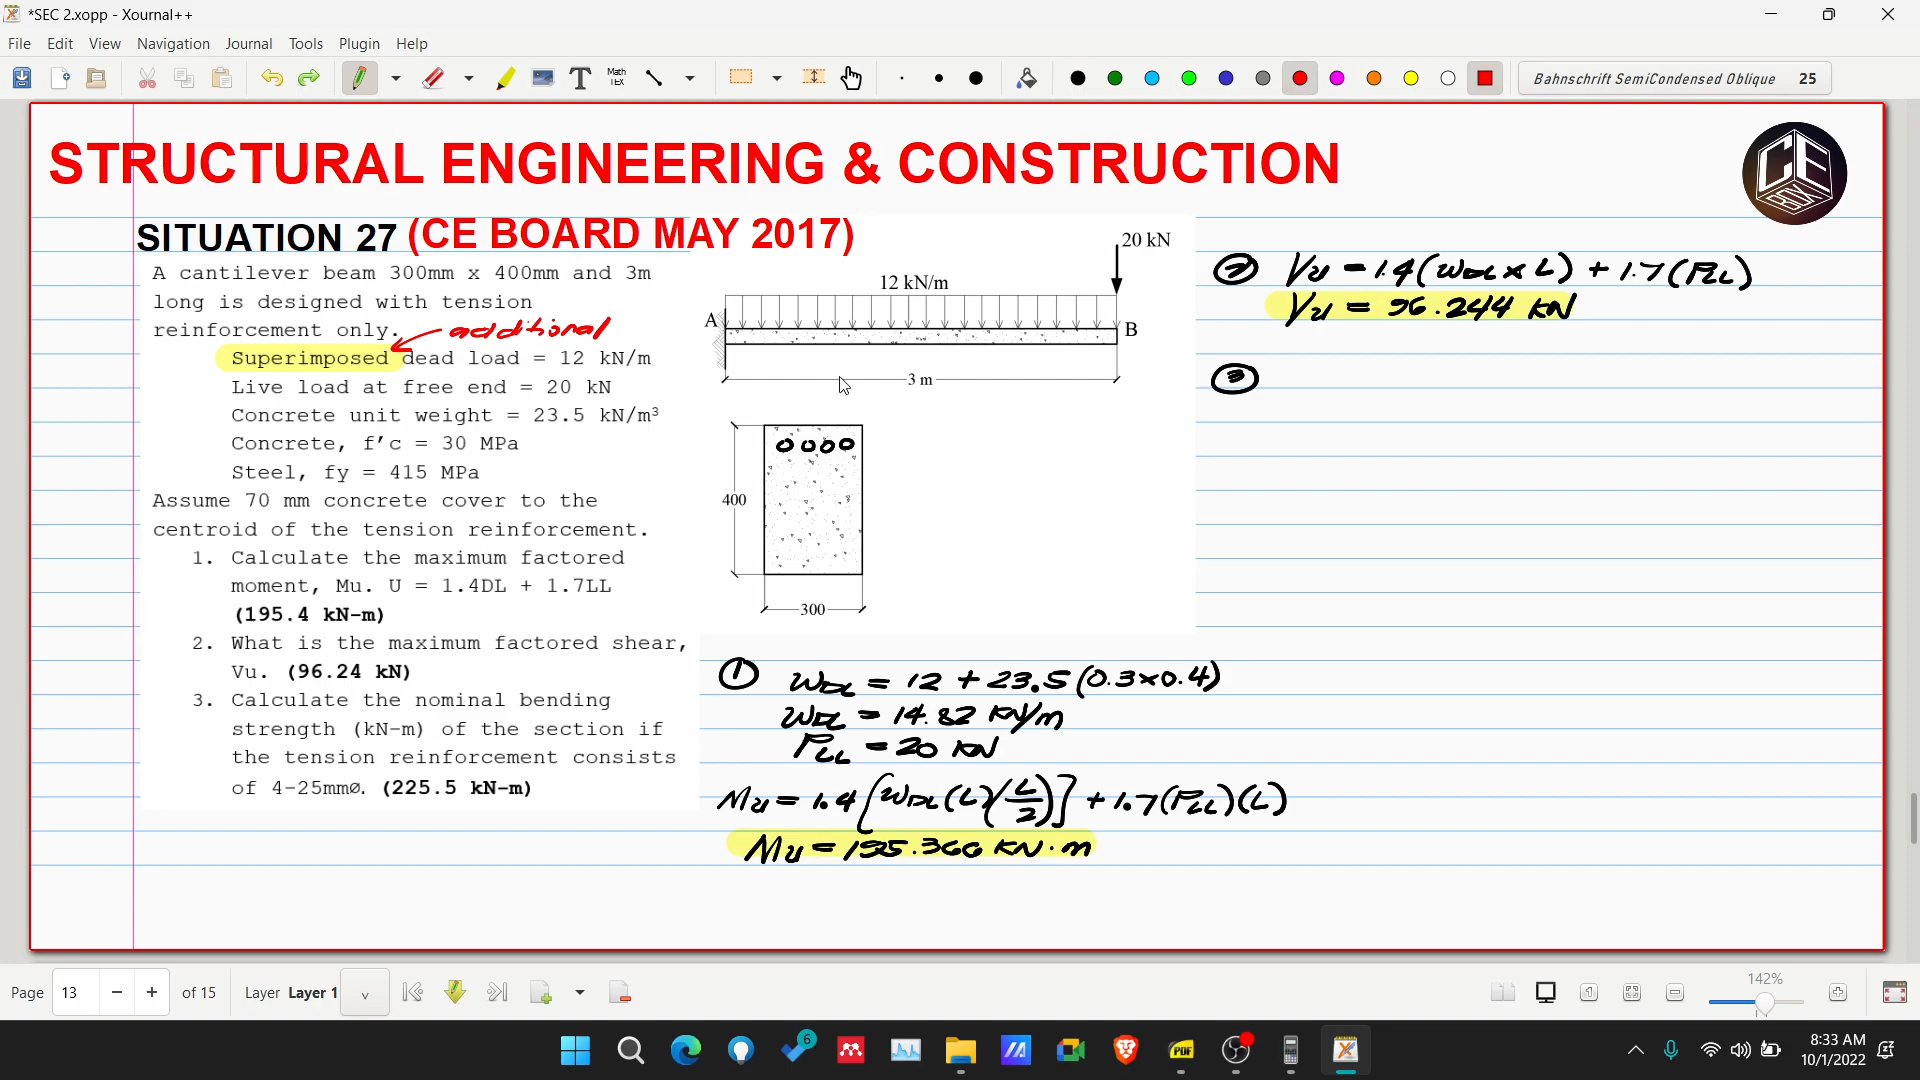 *SEC 2.xopp - Xournal++
File Edit View Navigation Journal Tools Plugin Help
Math
TEX
Bahnschrift SemiCondensed Oblique 25
STRUCTURAL ENGINEERING & CONSTRUCTION
CE
BOX
SITUATION 27 (CE BOARD MAY 2017)
A cantilever beam 300mm x 400mm and 3m
long is designed with tension
reinforcement only.
additional
Superimposed dead load = 12 kN/m
Live load at free end = 20 kN
Concrete unit weight = 23.5 kN/m³
Concrete, f'c = 30 MPa
Steel, fy = 415 MPa
Assume 70 mm concrete cover to the
centroid of the tension reinforcement.
1. Calculate the maximum factored
moment, Mu. U = 1.4DL + 1.7LL
(195.4 kN-m)
2. What is the maximum factored shear,
Vu. (96.24 kN)
3. Calculate the nominal bending
strength (kN-m) of the section if
the tension reinforcement consists
of 4-25mm⌀. (225.5 kN-m)
20 kN
12 kN/m
A
B
3 m
400
300
① WDL = 12 + 23.5 (0.3x0.4)
WDL = 14.82 KN/m
PLL = 20 KN
Mu = 1.4 [WDL (L)(L/2)] + 1.7(PLL)(L)
Mu = 195.366 KN·m
② Vu = 1.4 (WDL x L) + 1.7 (PLL)
Vu = 96.244 KN
③
Page 13 of 15 Layer Layer 1
142%
6
PDF
8:33 AM
10/1/2022